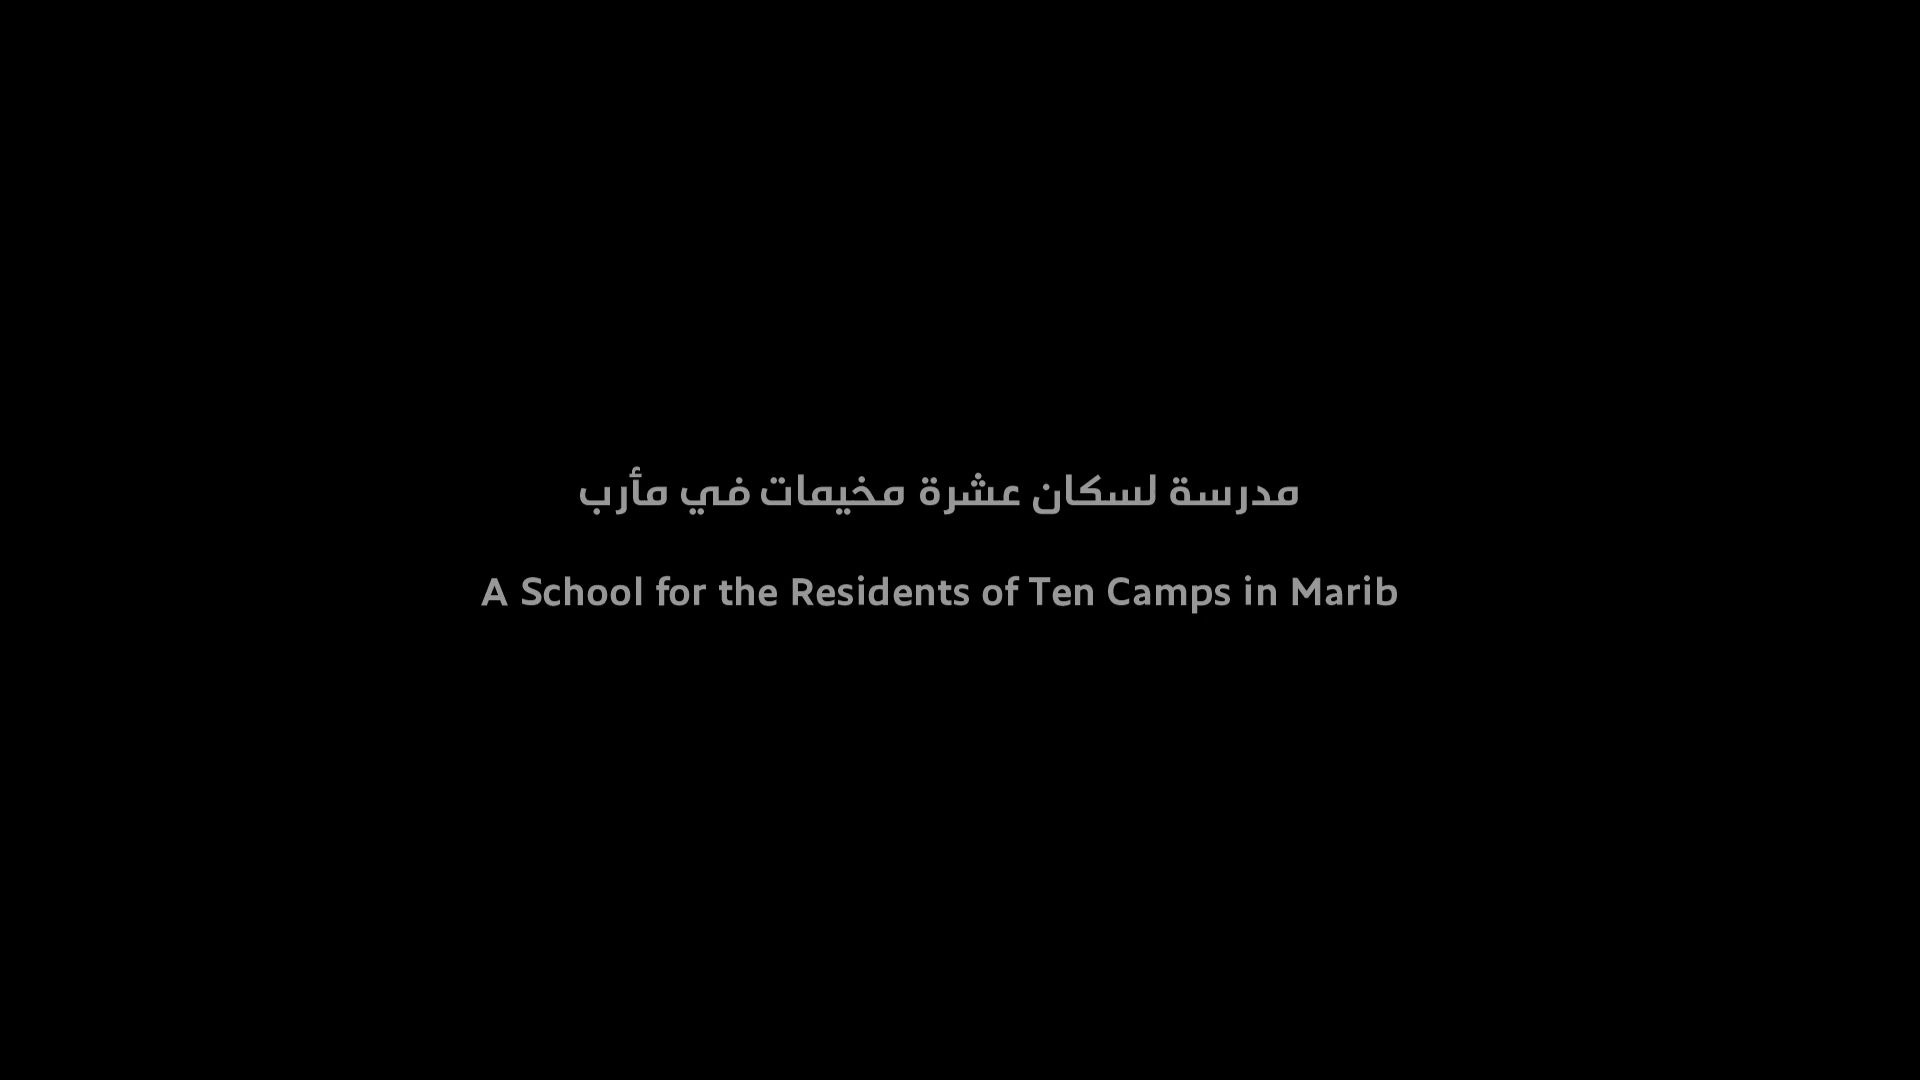 مدرسة لسكان عشرة مخيمات في مأرب
A School for the Residents of Ten Camps in Marib